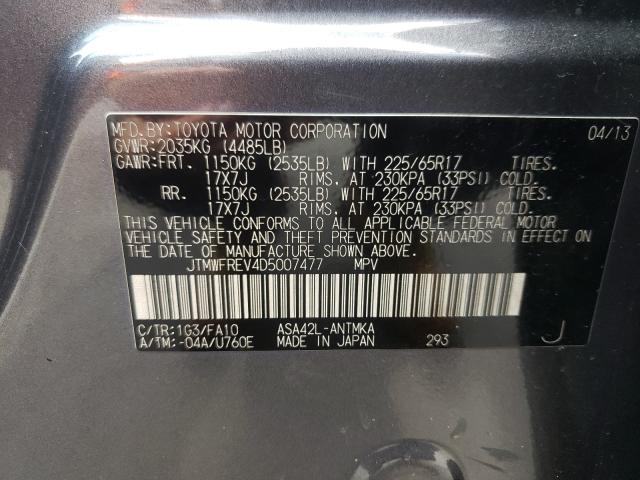 MFD.BY:TOYOTA MOTOR CORPORATION 04/13
GVWR:2035KG (4485LB)
GAWR:FRT. 1150KG (2535LB) WITH 225/65R17 TIRES.
17X7J RIMS. AT 230KPA (33PSI) COLD.
RR. 1150KG (2535LB) WITH 225/65R17 TIRES.
17X7J RIMS. AT 230KPA (33PSI) COLD.
THIS VEHICLE CONFORMS TO ALL APPLICABLE FEDERAL MOTOR
VEHICLE SAFETY AND THEFT PREVENTION STANDARDS IN EFFECT ON
THE DATE OF MANUFACTURE SHOWN ABOVE.
JTMWFREV4D5007477 MPV
C/TR:1G3/FA10 ASA42L-ANTMKA
A/TM:-04A/U760E MADE IN JAPAN 293 J